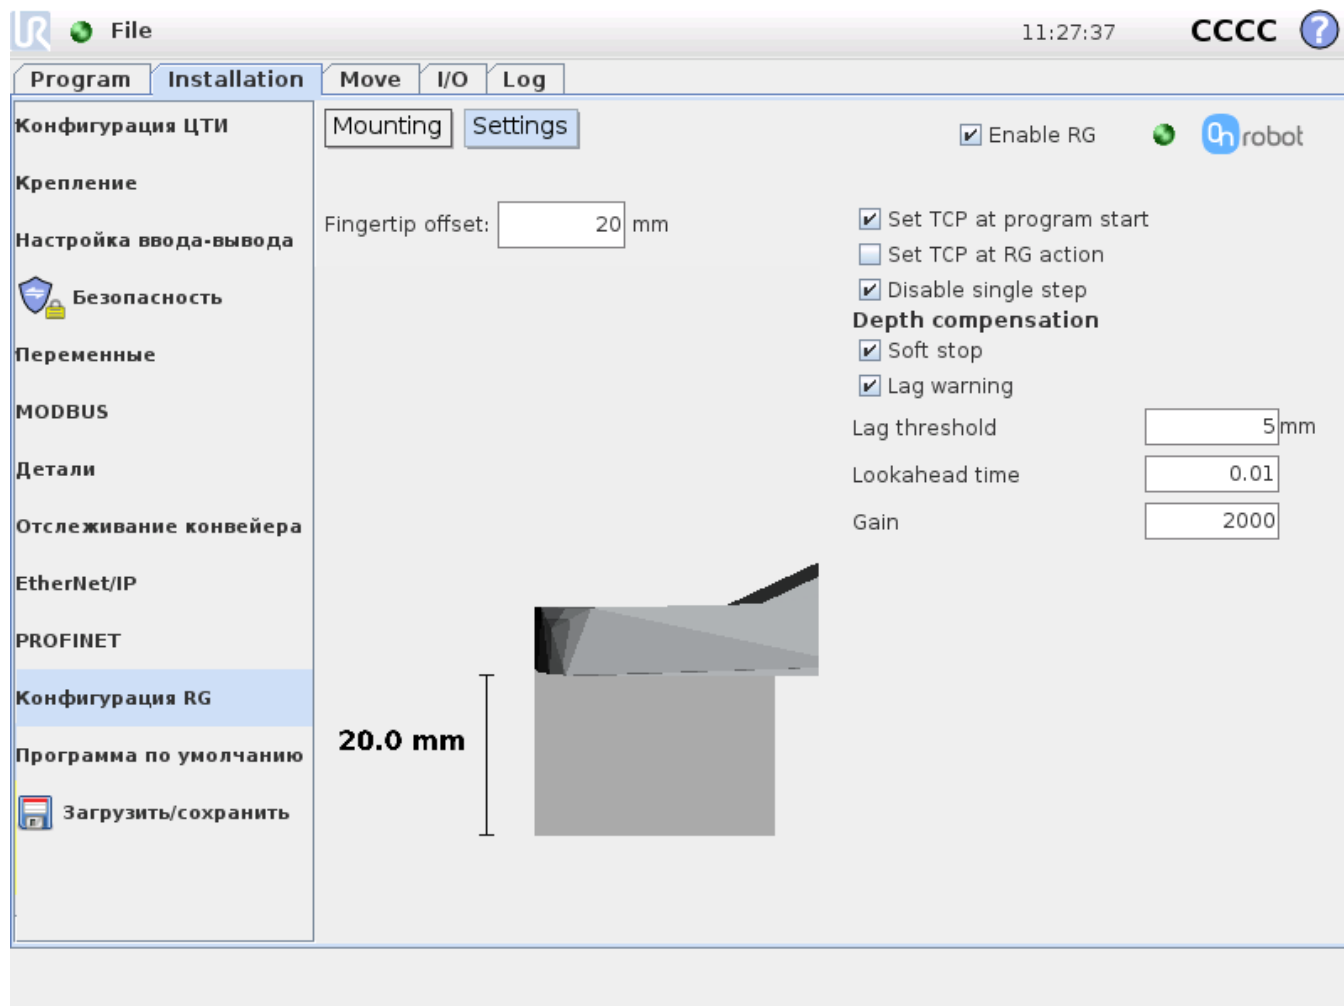 UR File 11:27:37 CCCC ?
Program Installation Move I/O Log
Конфигурация ЦТИ
Крепление
Настройка ввода-вывода
Безопасность
Переменные
MODBUS
Детали
Отслеживание конвейера
EtherNet/IP
PROFINET
Конфигурация RG
Программа по умолчанию
Загрузить/сохранить
Mounting Settings
Enable RG
On robot
Fingertip offset: 20 mm
20.0 mm
Set TCP at program start
Set TCP at RG action
Disable single step
Depth compensation
Soft stop
Lag warning
Lag threshold 5 mm
Lookahead time 0.01
Gain 2000